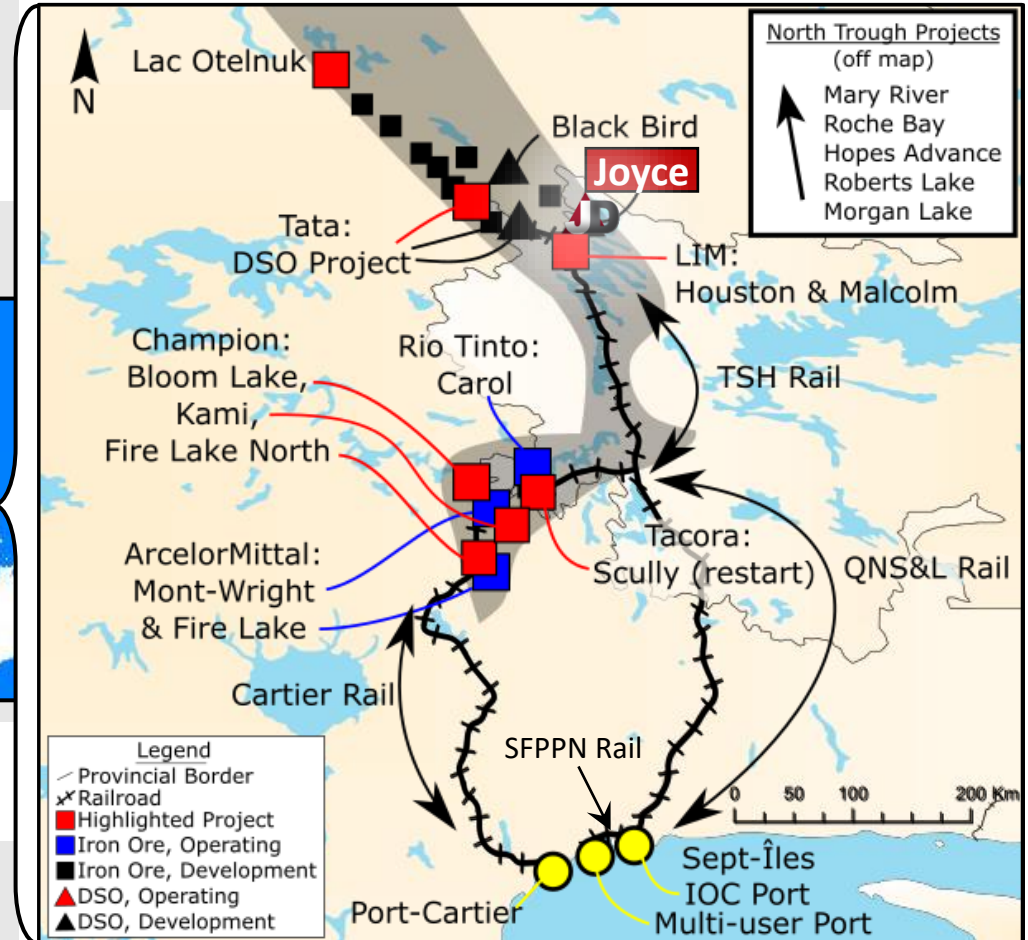 Lac Otelnuk
N
North Trough Projects
(off map)
Mary River
Roche Bay
Hopes Advance
Roberts Lake
Morgan Lake
Black Bird
Joyce
JD
Tata:
DSO Project
LIM:
Houston & Malcolm
Champion:
Bloom Lake,
Kami,
Fire Lake North
Rio Tinto:
Carol
TSH Rail
ArcelorMittal:
Mont-Wright
& Fire Lake
Tacora:
Scully (restart)
QNS&L Rail
Cartier Rail
SFPPN Rail
Legend
Provincial Border
Railroad
Highlighted Project
Iron Ore, Operating
Iron Ore, Development
DSO, Operating
DSO, Development
0 50 100 200 Km
Sept-Îles
IOC Port
Multi-user Port
Port-Cartier